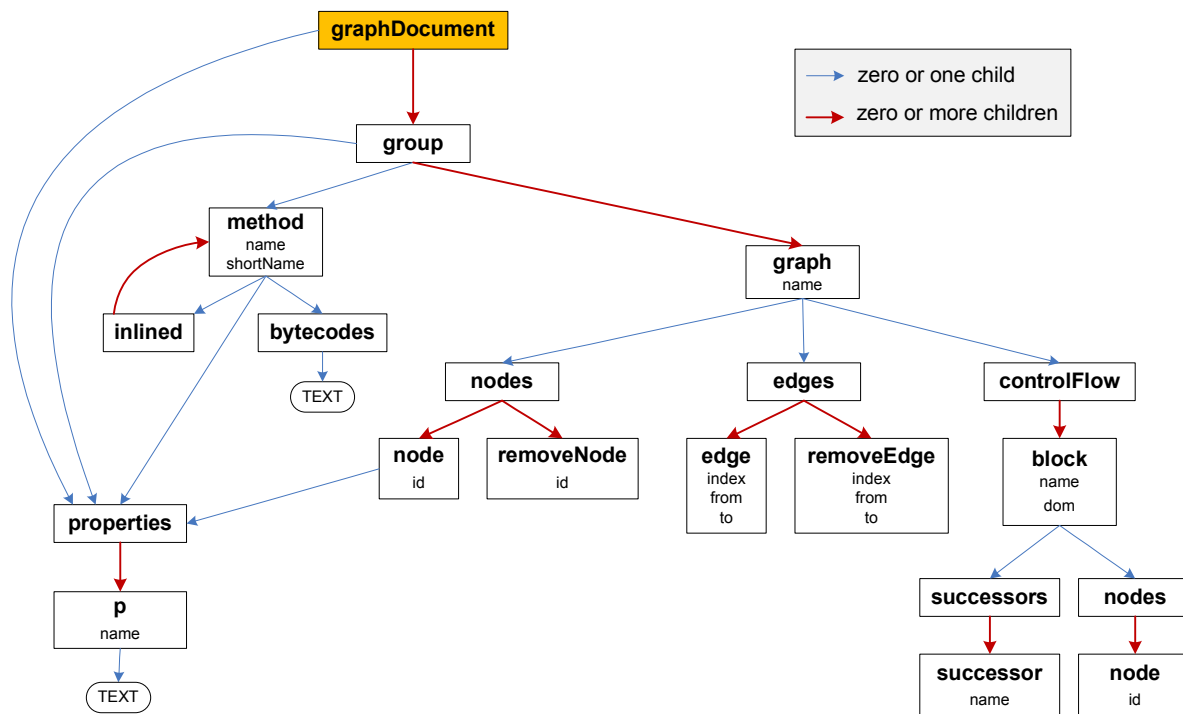 graphDocument
zero or one child
zero or more children
group
method
name
shortName
graph
name
inlined
bytecodes
TEXT
nodes
edges
controlFlow
node
id
removeNode
id
edge
index
from
to
removeEdge
index
from
to
block
name
dom
properties
p
name
TEXT
successors
nodes
successor
name
node
id